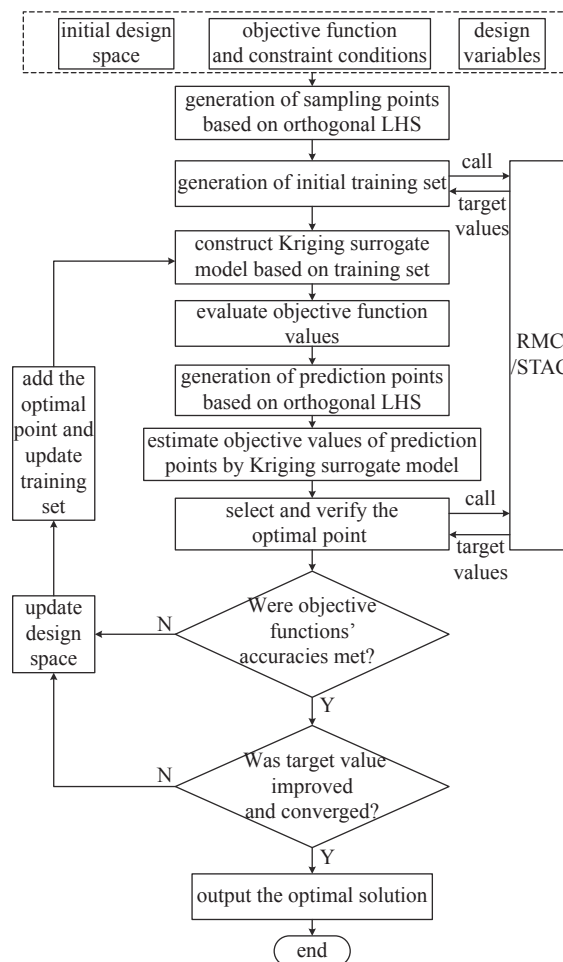 initial design
space
objective function
and constraint conditions
design
variables
generation of sampling points
based on orthogonal LHS
generation of initial training set
call
target
values
construct Kriging surrogate
model based on training set
evaluate objective function
values
generation of prediction points
based on orthogonal LHS
estimate objective values of prediction
points by Kriging surrogate model
select and verify the
optimal point
call
target
values
RMC
/STAC
add the
optimal
point and
update
training
set
Were objective
functions’
accuracies met?
N
Y
update
design
space
Was target value
improved
and converged?
N
Y
output the optimal solution
end